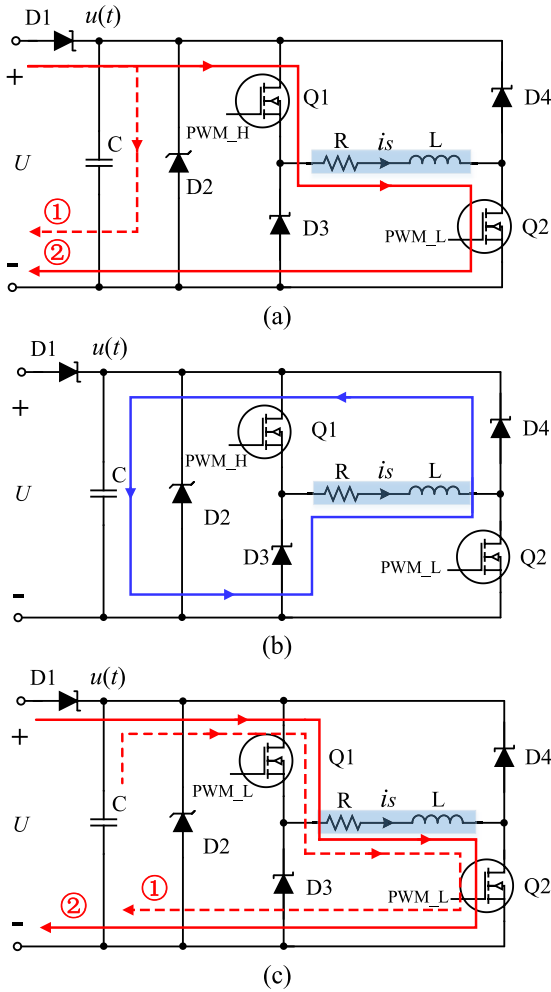 D1 u(t)
+
Q1
D4
PWM_H
C
R is L
U
D2
①
D3
PWM_L
Q2
②
-
(a)
D1 u(t)
+
Q1
D4
PWM_H
C
R is L
U
D2
D3
Q2
PWM_L
-
(b)
D1 u(t)
+
Q1
D4
PWM_L
C
R is L
U
D2
①
D3
PWM_L
Q2
②
-
(c)